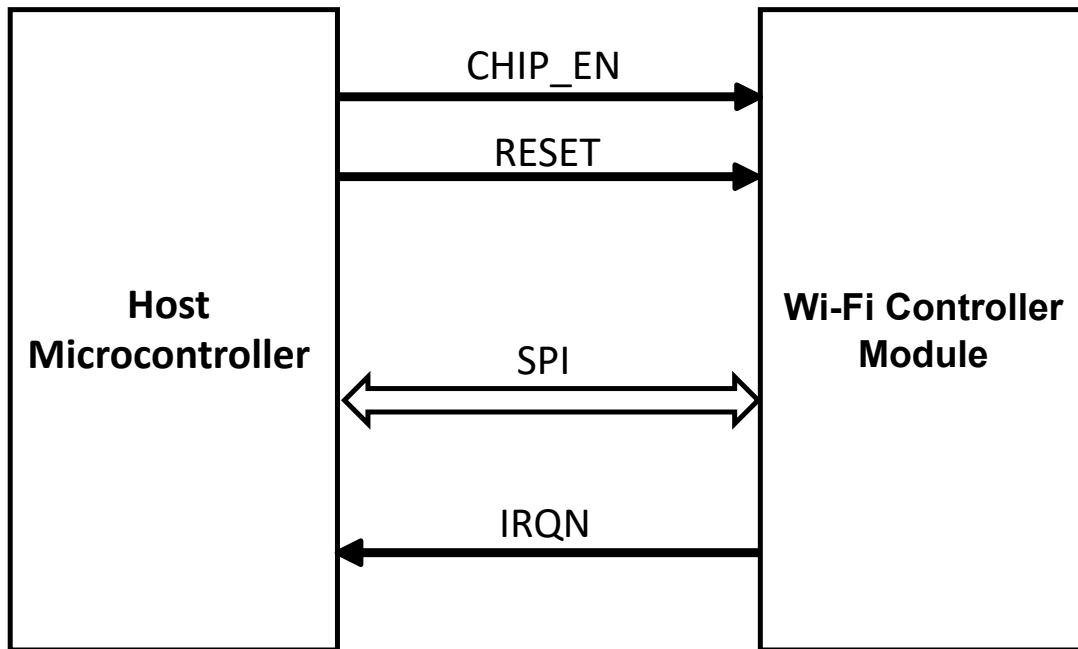 CHIP_EN
RESET
Host
Microcontroller
Wi-Fi Controller
Module
SPI
IRQN